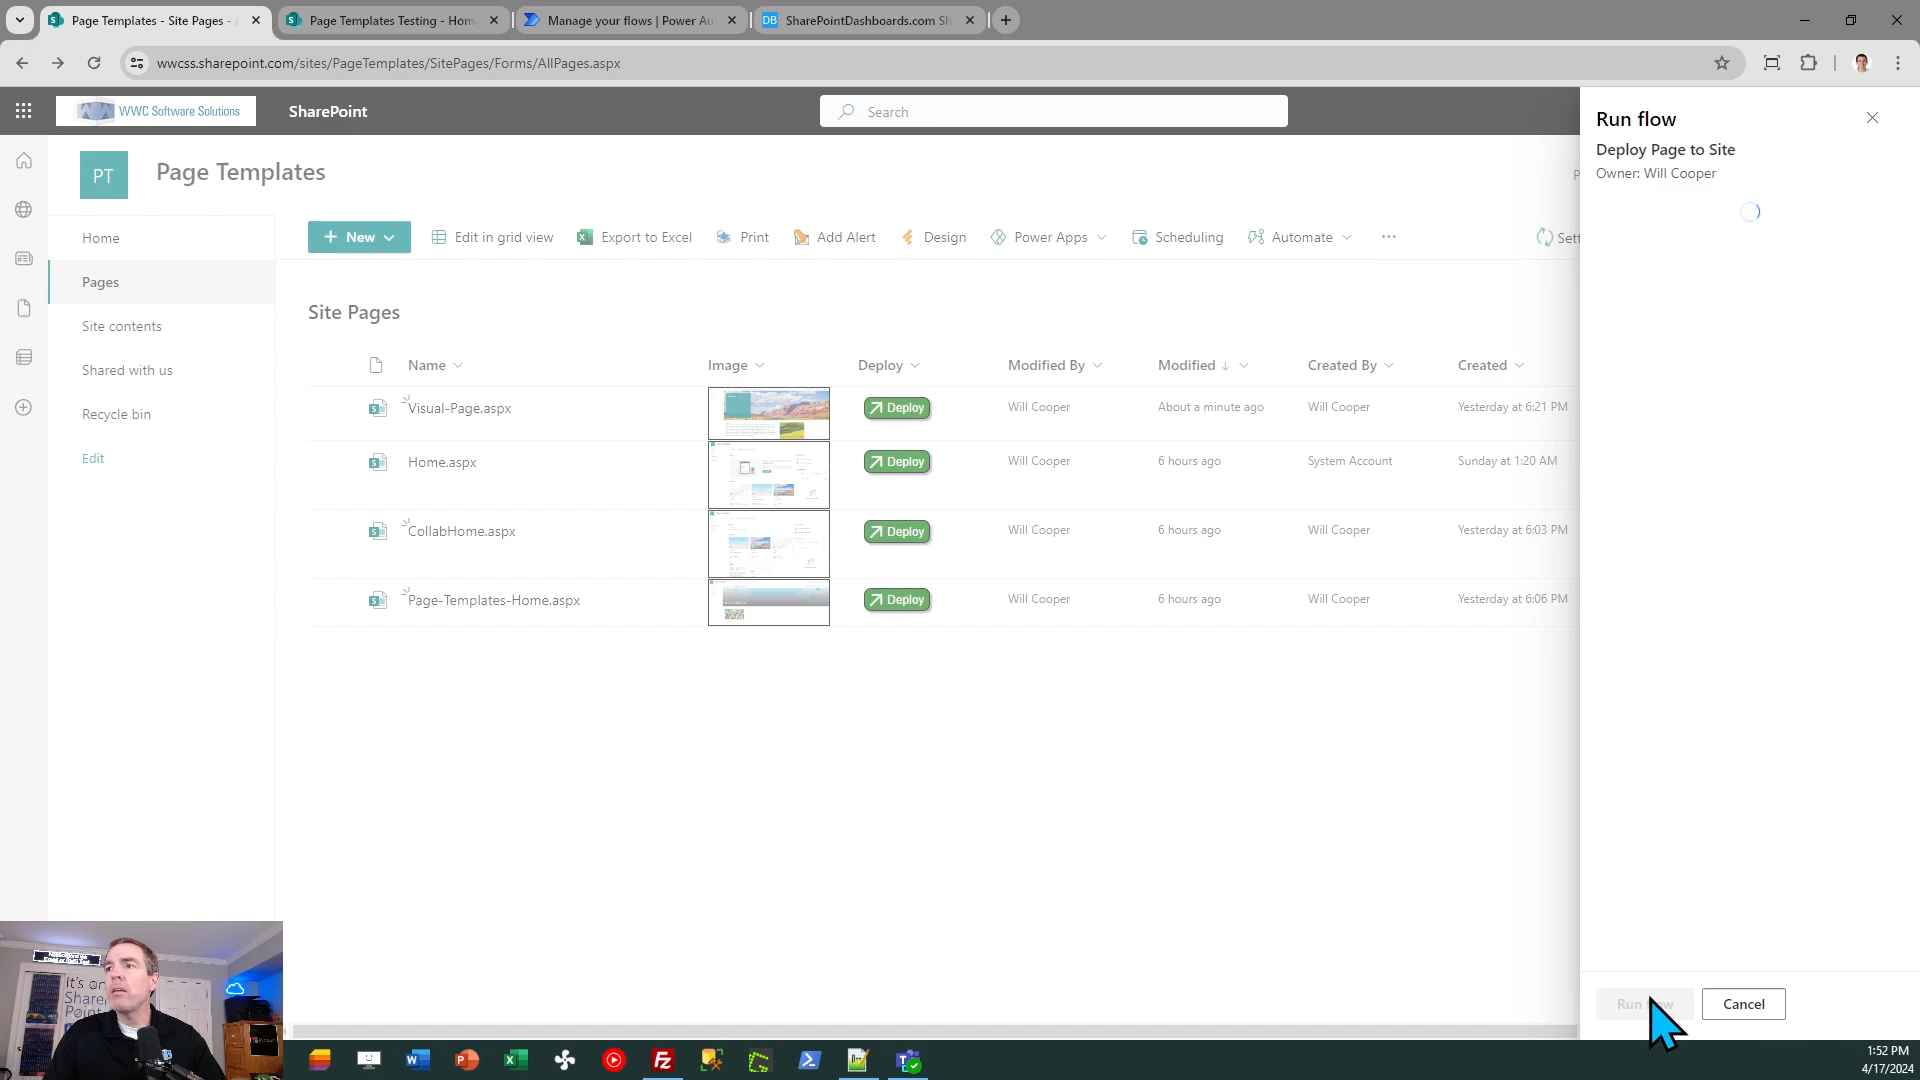 Page Templates - Site Pages -
Page Templates Testing - Hom
Manage your flows | Power Au
DB
SharePointDashboards.com Sh
wwcss.sharepoint.com/sites/PageTemplates/SitePages/Forms/AllPages.aspx
WWC Software Solutions
SharePoint
Search
PT
Page Templates
P
Home
Pages
Site contents
Shared with us
Recycle bin
Edit
+ New
Edit in grid view
Export to Excel
Print
Add Alert
Design
Power Apps
Scheduling
Automate
...
Sett
Site Pages
Name Image Deploy Modified By Modified ↓ Created By Created
Visual-Page.aspx Deploy Will Cooper About a minute ago Will Cooper Yesterday at 6:21 PM
Home.aspx Deploy Will Cooper 6 hours ago System Account Sunday at 1:20 AM
CollabHome.aspx Deploy Will Cooper 6 hours ago Will Cooper Yesterday at 6:03 PM
Page-Templates-Home.aspx Deploy Will Cooper 6 hours ago Will Cooper Yesterday at 6:06 PM
Run flow
Deploy Page to Site
Owner: Will Cooper
Cancel
It's on
Share
Point
1:52 PM
4/17/2024